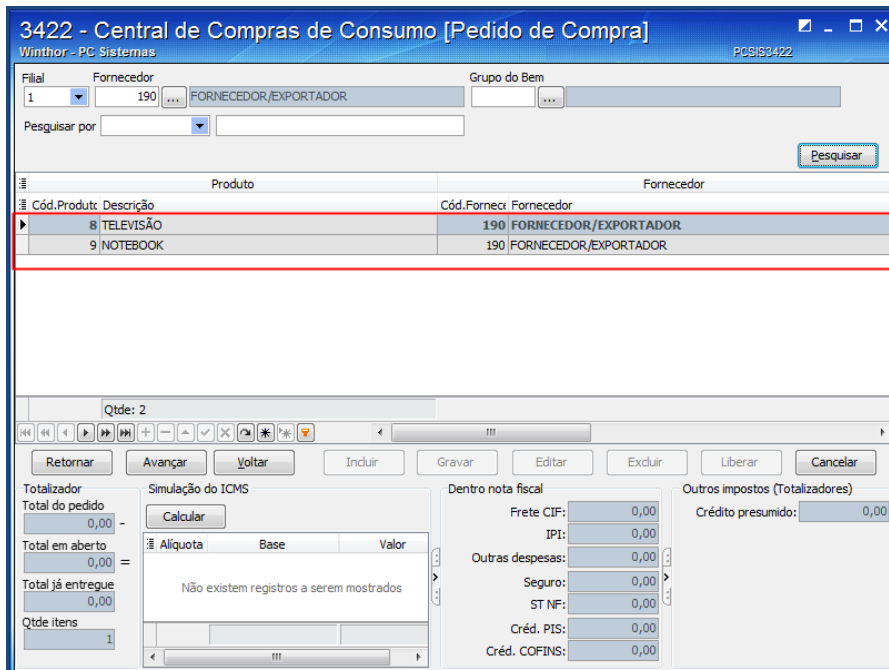 3422 - Central de Compras de Consumo [Pedido de Compra]
Winthor - PC Sistemas PCSIS3422
Filial Fornecedor Grupo do Bem
1 190 ... FORNECEDOR/EXPORTADOR ...
Pesquisar por
Pesquisar
Produto Fornecedor
Cód.Produtc Descrição Cód.Fornece Fornecedor
8 TELEVISÃO 190 FORNECEDOR/EXPORTADOR
9 NOTEBOOK 190 FORNECEDOR/EXPORTADOR
Qtde: 2
Retornar Avançar Voltar Incluir Gravar Editar Excluir Liberar Cancelar
Totalizador Simulação do ICMS Dentro nota fiscal Outros impostos (Totalizadores)
Total do pedido Calcular Frete CIF: 0,00 Crédito presumido: 0,00
0,00 -
IPI: 0,00
Total em aberto Alíquota Base Valor
0,00 = Outras despesas: 0,00
Total já entregue Não existem registros a serem mostrados Seguro: 0,00
0,00 ST NF: 0,00
Qtde itens Créd. PIS: 0,00
1 Créd. COFINS: 0,00